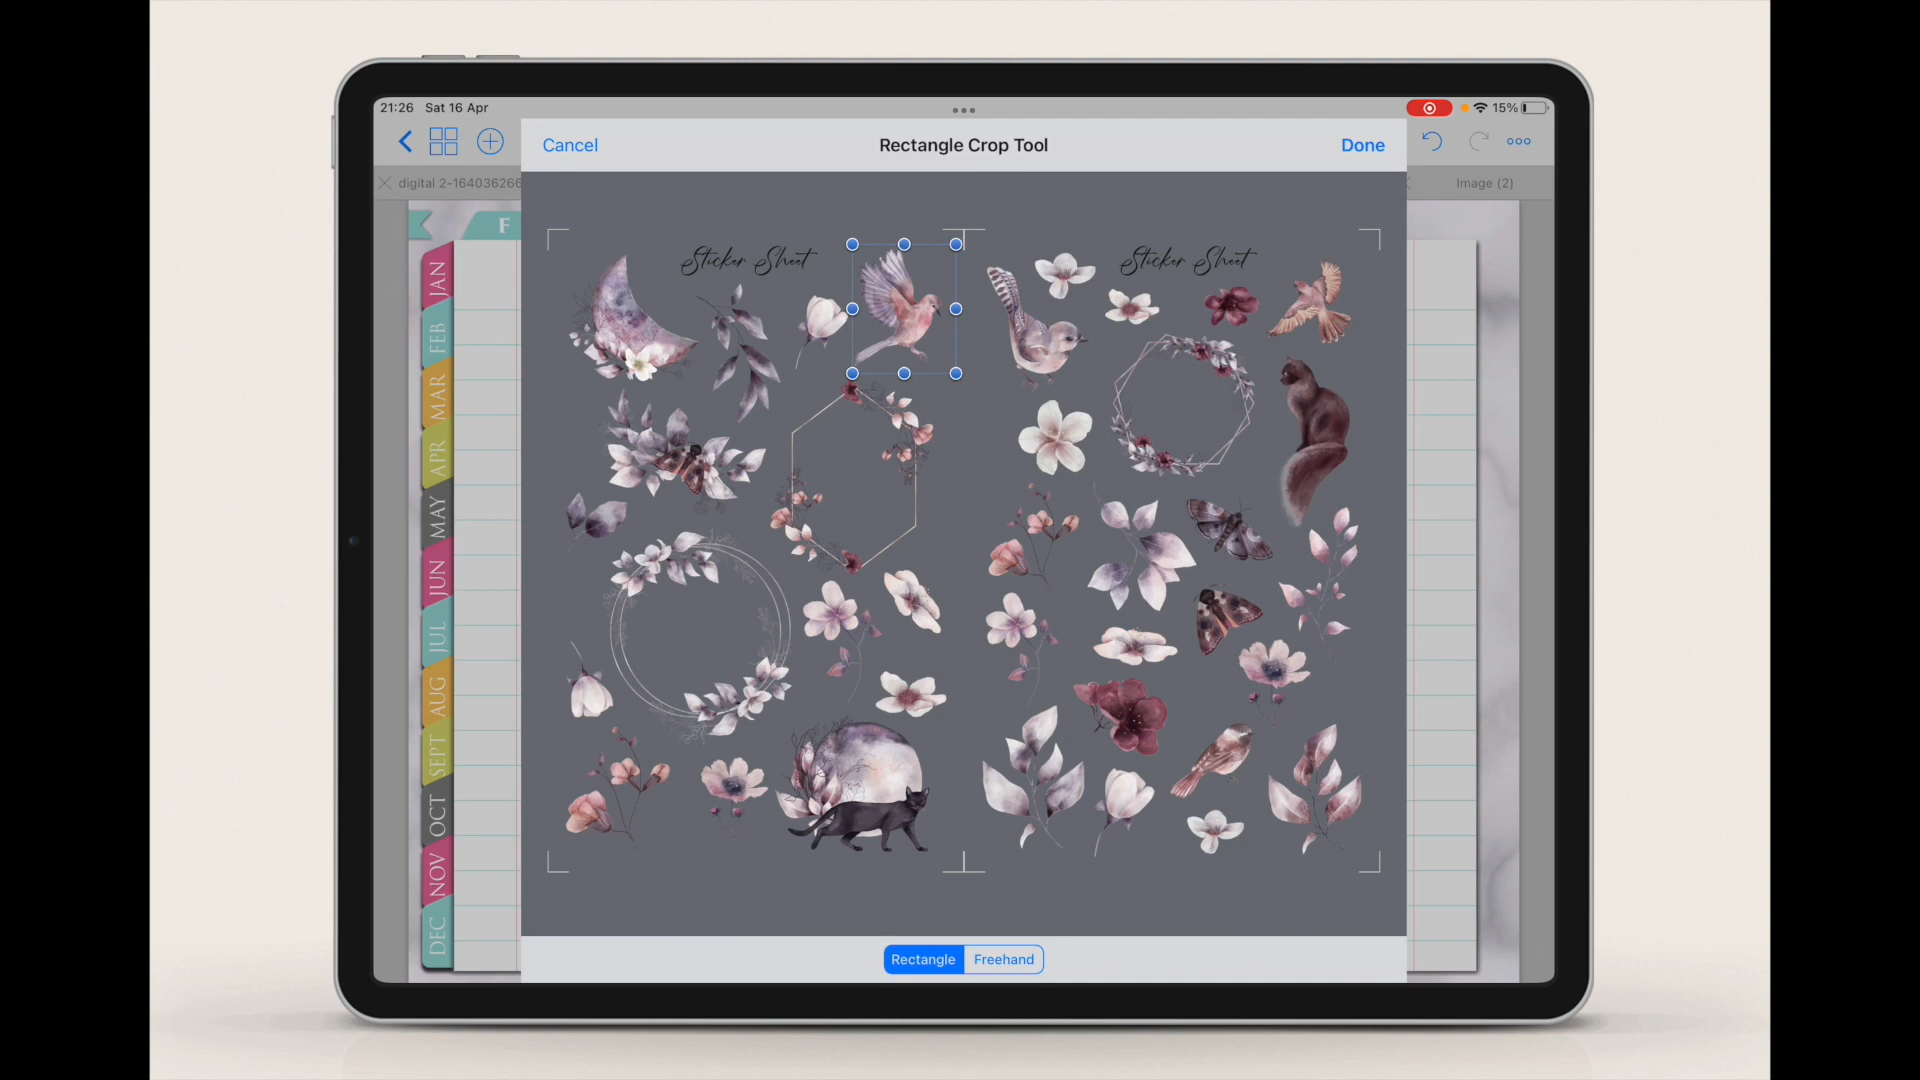 21:26 Sat 16 Apr
15%
Cancel
Rectangle Crop Tool
Done
digital 2-164036266
Image (2)
F
Sticker Sheet
Sticker Sheet
JAN
FEB
MAR
APR
MAY
JUN
JUL
AUG
SEPT
OCT
NOV
DEC
Rectangle
Freehand